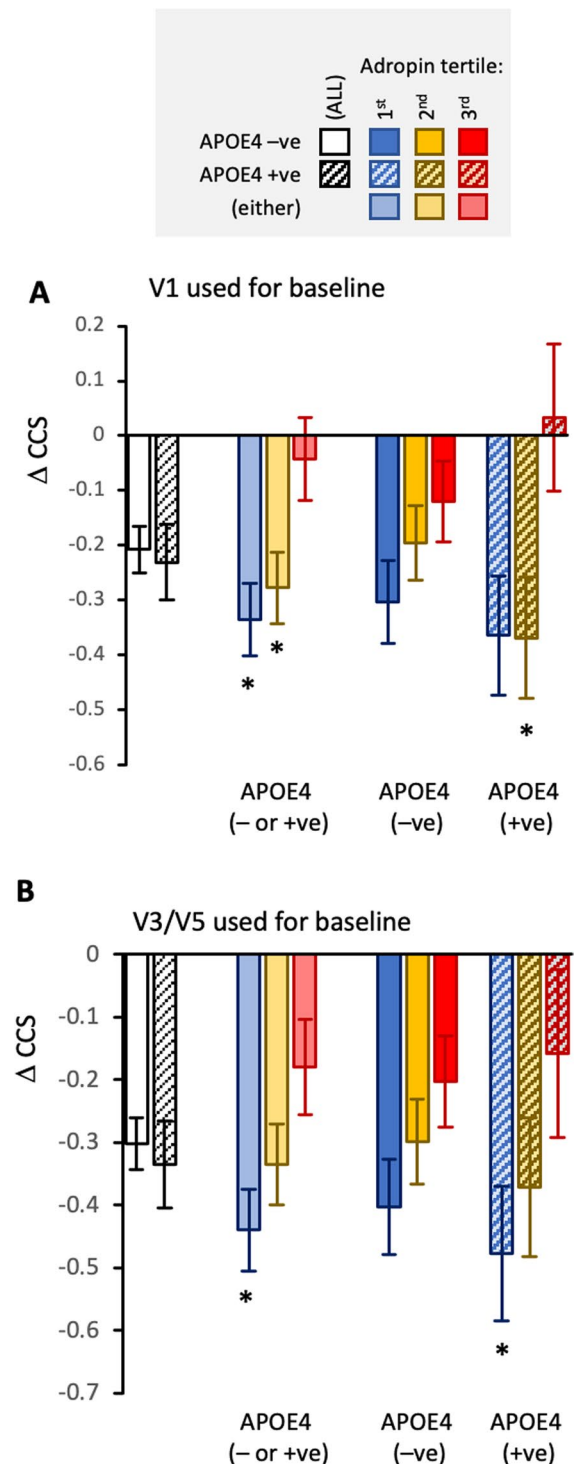 Adropin tertile:
(ALL)
1st
2nd
3rd
APOE4 –ve
APOE4 +ve
(either)
A
V1 used for baseline
0.2
0.1
0
-0.1
-0.2
-0.3
-0.4
-0.5
-0.6
Δ CCS
*
*
*
APOE4 APOE4 APOE4
(– or +ve) (–ve) (+ve)
B
V3/V5 used for baseline
0
-0.1
-0.2
-0.3
-0.4
-0.5
-0.6
-0.7
Δ CCS
*
*
APOE4 APOE4 APOE4
(– or +ve) (–ve) (+ve)